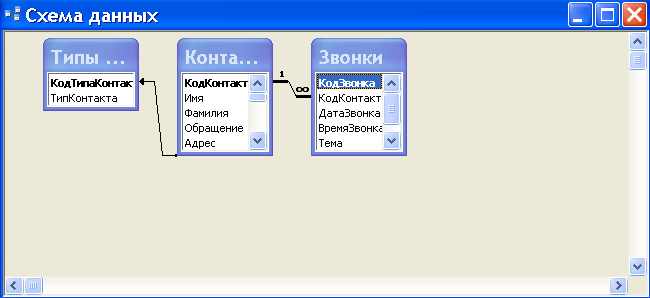 Схема данных
Типы ...
КодТипаКонтак
ТипКонтакта
Конта...
КодКонтакт
Имя
Фамилия
Обращение
Адрес
1
∞
Звонки
КодЗвонка
КодКонтакт
ДатаЗвонка
ВремяЗвонка
Тема